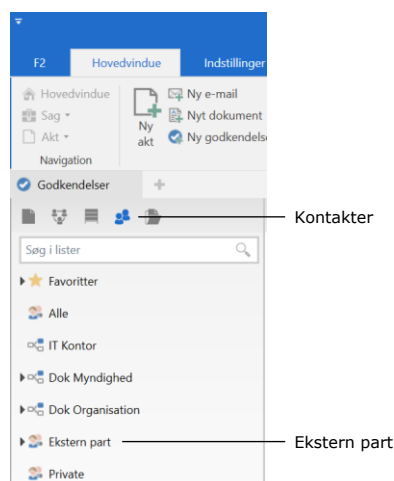 F2 Hovedvindue Indstillinger
Hovedvindue
Sag
Akt
Navigation
Ny akt
Ny e-mail
Nyt dokument
Ny godkendels
Godkendelser
Kontakter
Søg i lister
Favoritter
Alle
IT Kontor
Dok Myndighed
Dok Organisation
Ekstern part
Ekstern part
Private